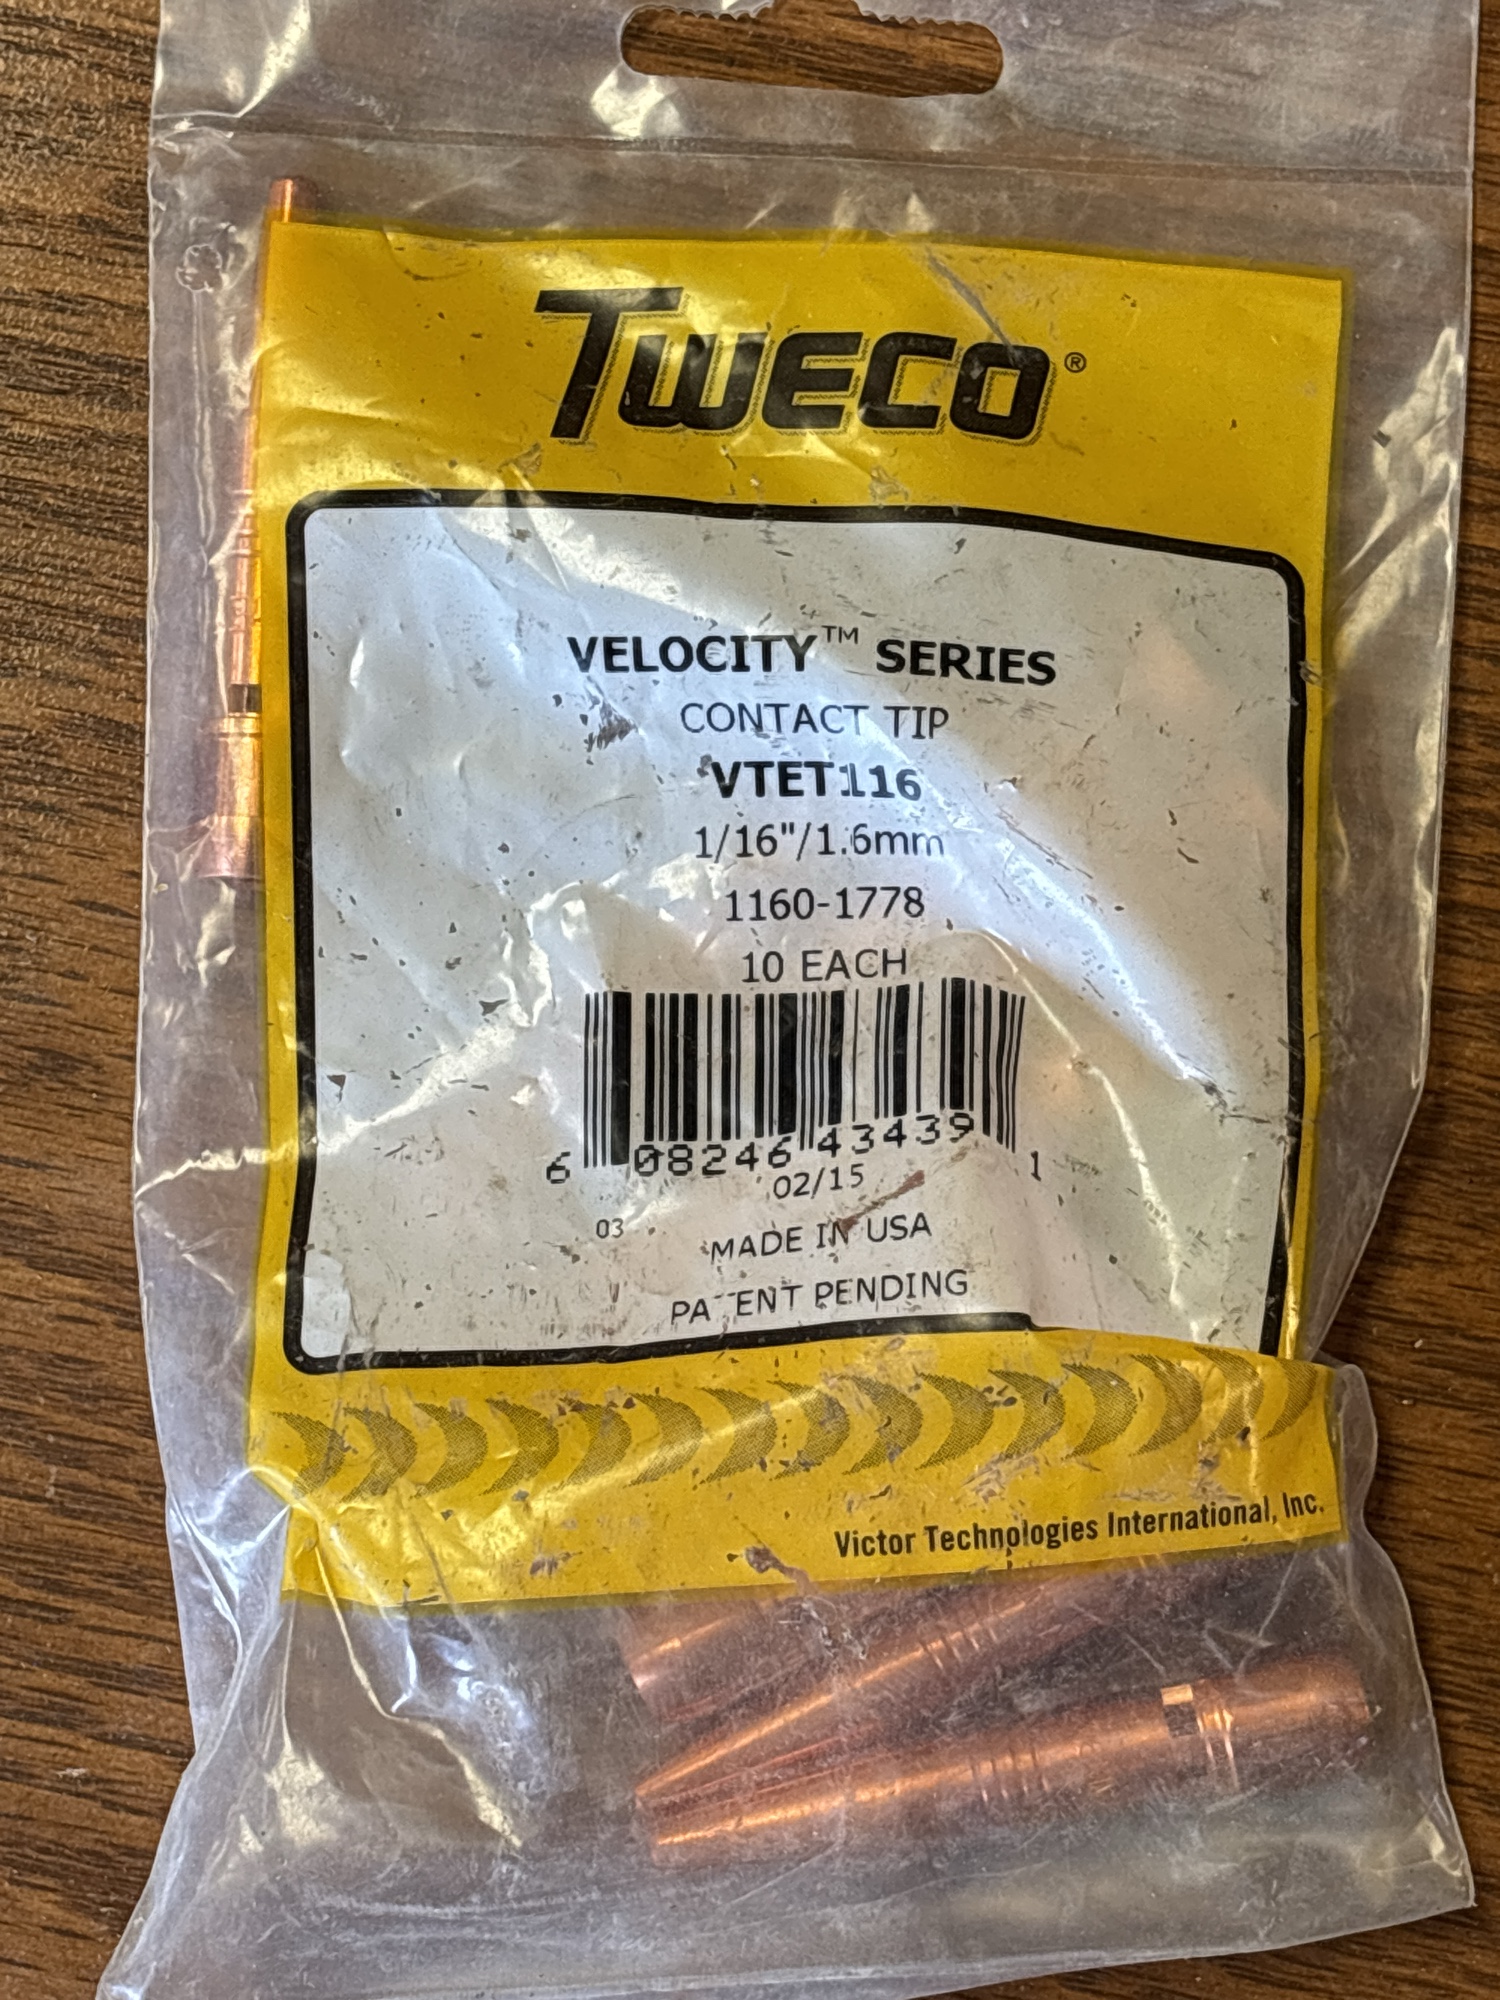 TWECO®
VELOCITY™ SERIES
CONTACT TIP
VTET116
1/16"/1.6mm
1160-1778
10 EACH
6 08246 43439 1
02/15
03
MADE IN USA
PATENT PENDING
Victor Technologies International, Inc.